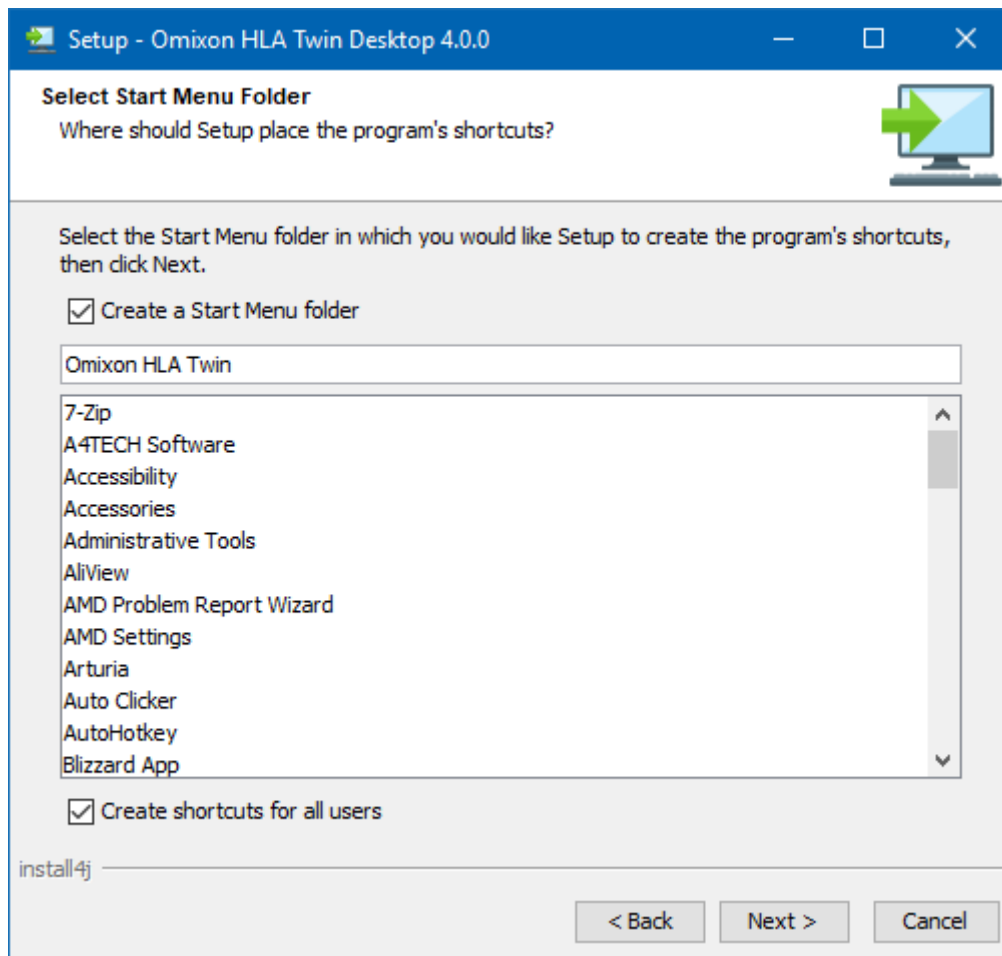 Setup - Omixon HLA Twin Desktop 4.0.0
Select Start Menu Folder
Where should Setup place the program's shortcuts?
Select the Start Menu folder in which you would like Setup to create the program's shortcuts,
then click Next.
Create a Start Menu folder
Omixon HLA Twin
7-Zip
A4TECH Software
Accessibility
Accessories
Administrative Tools
AliView
AMD Problem Report Wizard
AMD Settings
Arturia
Auto Clicker
AutoHotkey
Blizzard App
Create shortcuts for all users
install4j
< Back Next > Cancel